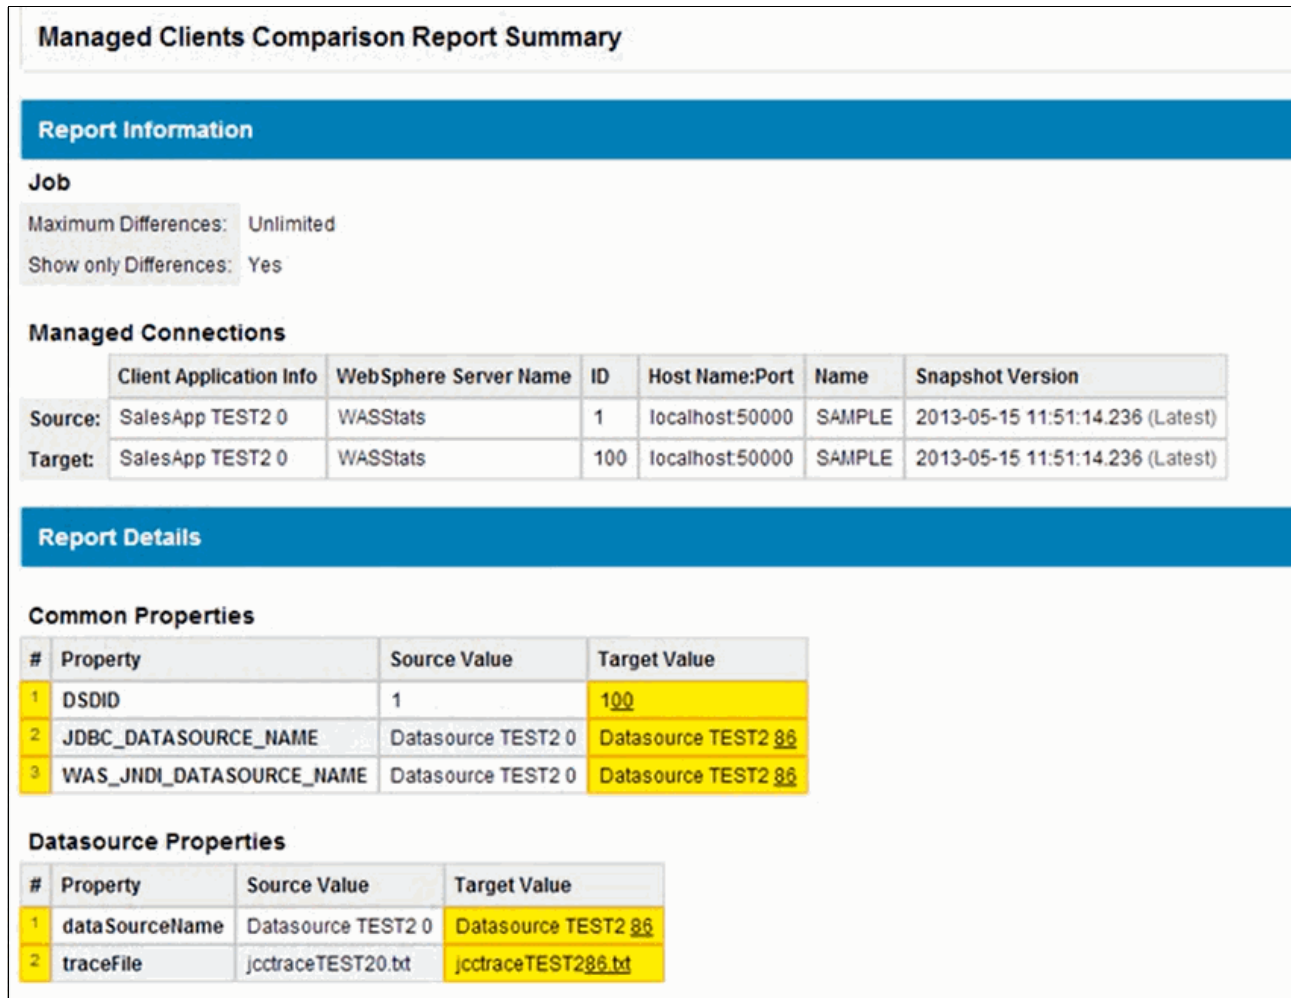 Managed Clients Comparison Report Summary
Report Information
Job
Maximum Differences: Unlimited
Show only Differences: Yes
Managed Connections
Client Application Info WebSphere Server Name ID Host Name:Port Name Snapshot Version
Source: SalesApp TEST2 0 WASStats 1 localhost:50000 SAMPLE 2013-05-15 11:51:14.236 (Latest)
Target: SalesApp TEST2 0 WASStats 100 localhost:50000 SAMPLE 2013-05-15 11:51:14.236 (Latest)
Report Details
Common Properties
# Property Source Value Target Value
1 DSDID 1 100
2 JDBC_DATASOURCE_NAME Datasource TEST2 0 Datasource TEST2 86
3 WAS_JNDI_DATASOURCE_NAME Datasource TEST2 0 Datasource TEST2 86
Datasource Properties
# Property Source Value Target Value
1 dataSourceName Datasource TEST2 0 Datasource TEST2 86
2 traceFile jcctraceTEST20.txt jcctraceTEST286.txt